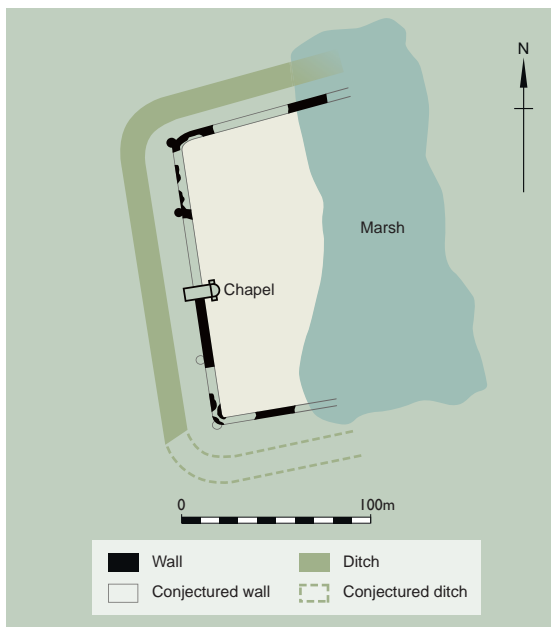 N
Marsh
Chapel
0 100m
Wall Ditch
Conjectured wall Conjectured ditch